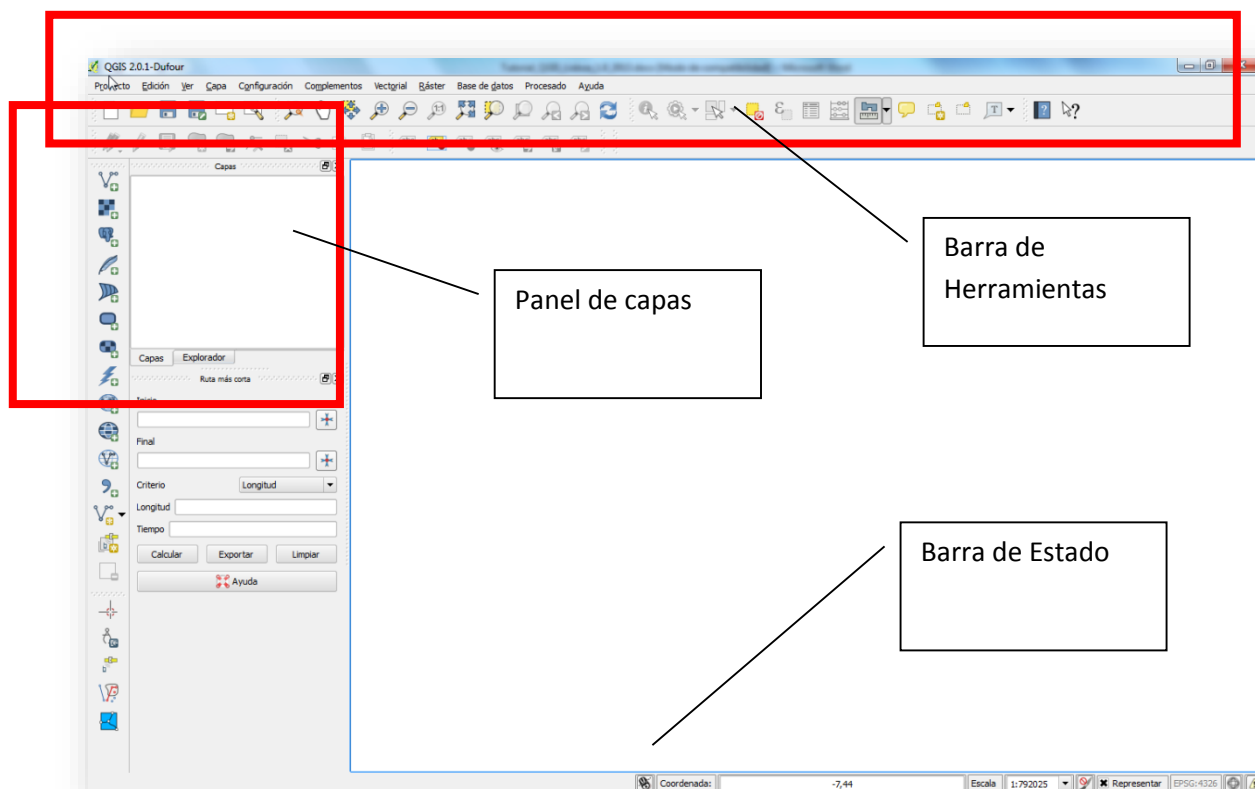 QGIS 2.0.1-Dufour
Proyecto Edición Ver Capa Configuración Complementos Vectorial Ráster Base de datos Procesado Ayuda
Capas
Barra de
Herramientas
Panel de capas
Capas Explorador
Ruta más corta
Inicio
Final
Criterio Longitud
Longitud
Tiempo
Calcular Exportar Limpiar
Ayuda
Barra de Estado
Coordenada: -7,44 Escala 1:792025 Representar EPSG:4326